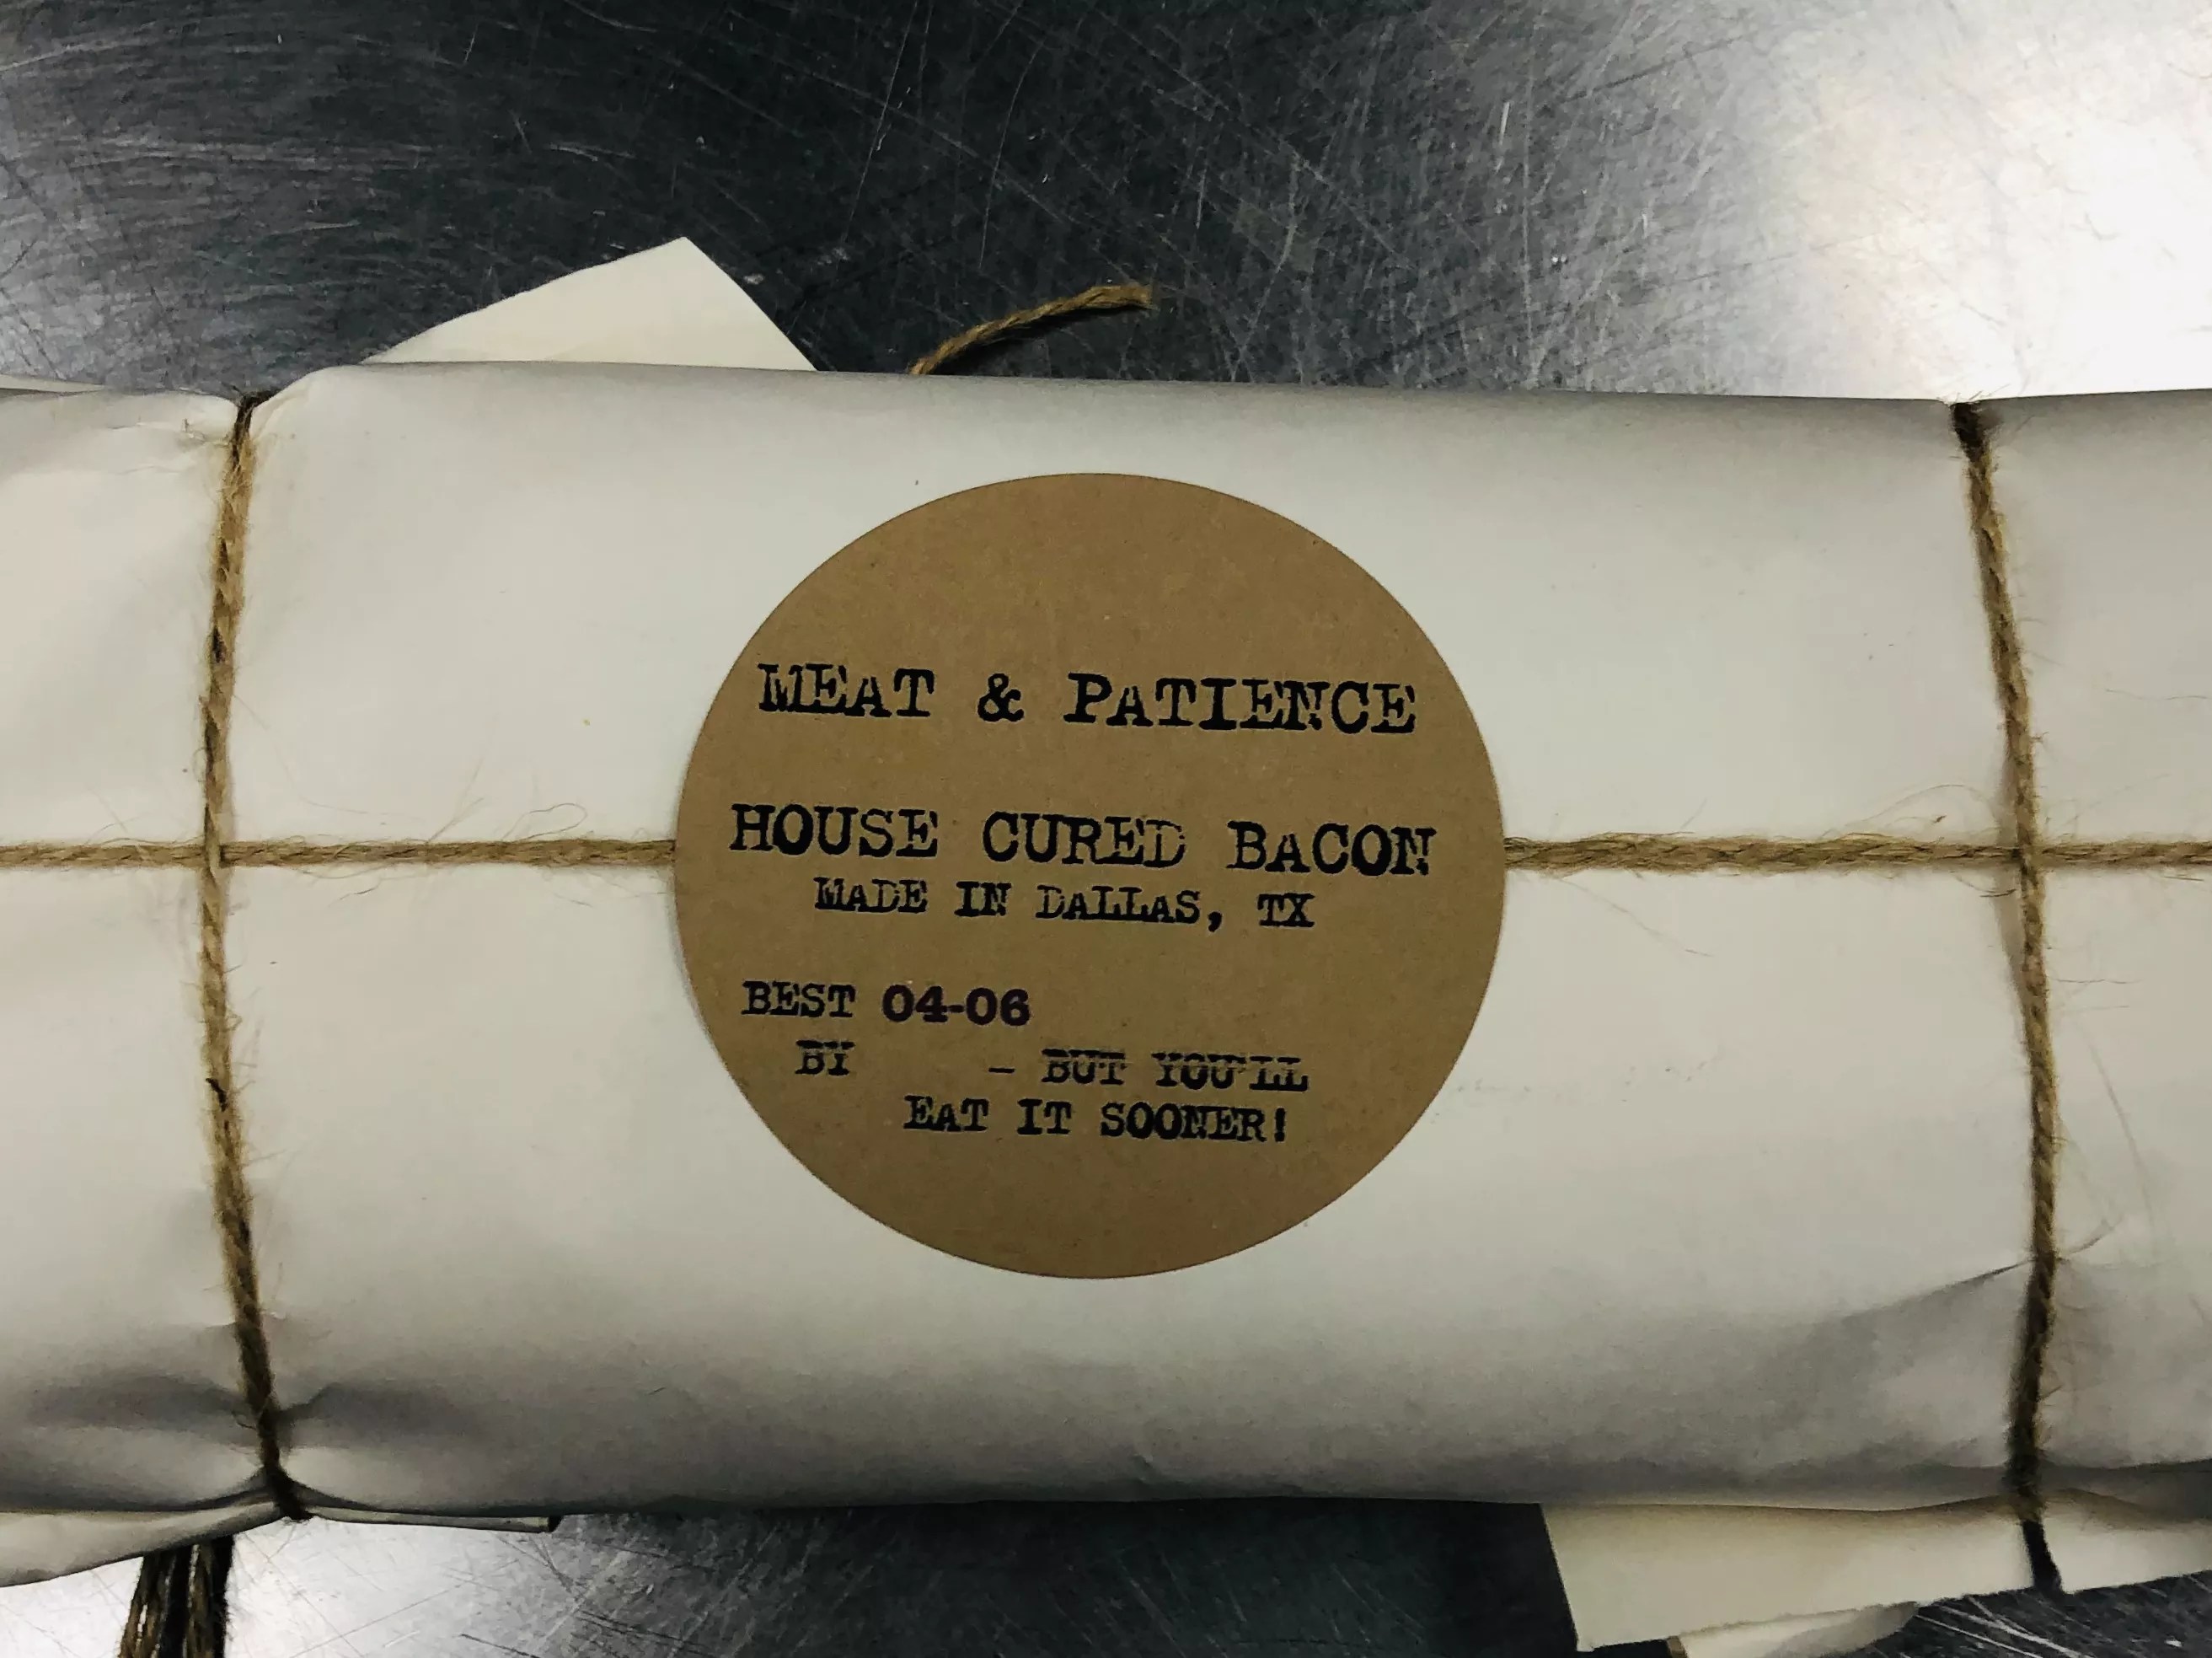 MEAT & PATIENCE
HOUSE CURED BACON
MADE IN DALLAS, TX
BEST 04-06
BY - BUT YOU'LL
EAT IT SOONER!